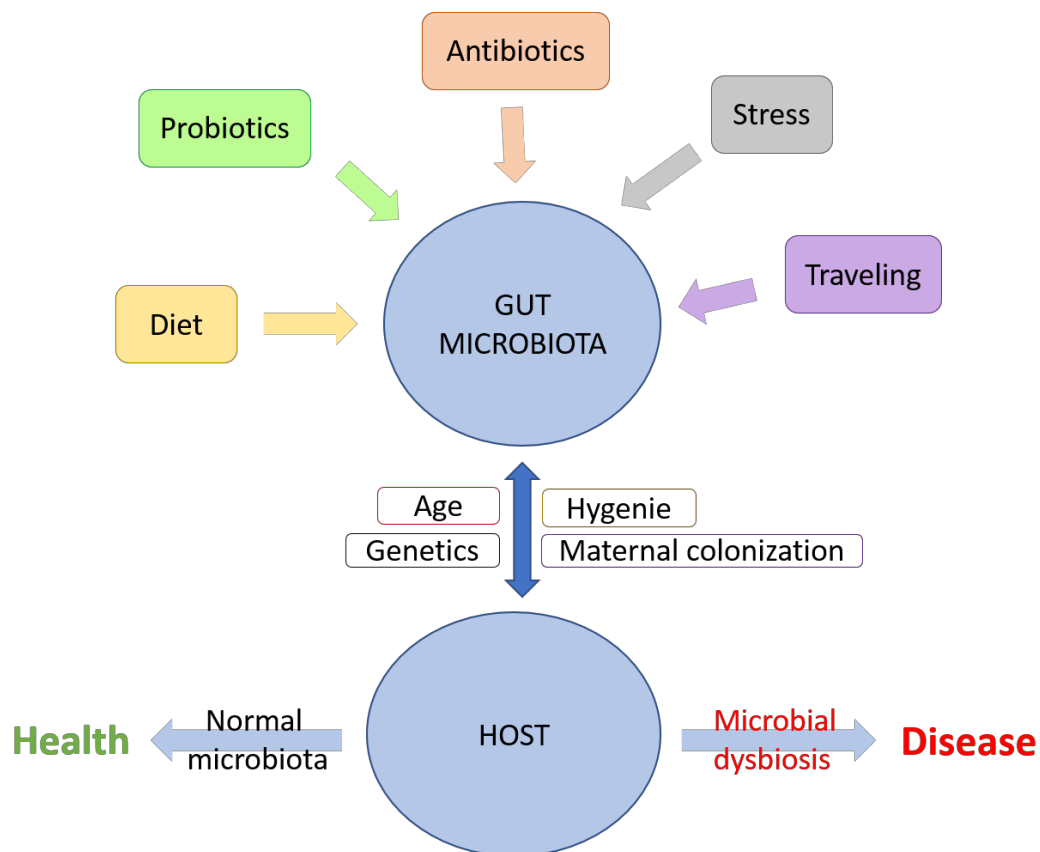 Antibiotics
Probiotics
Stress
Traveling
Diet
GUT
MICROBIOTA
Age
Hygenie
Genetics
Maternal colonization
Health
Normal
microbiota
HOST
Microbial
dysbiosis
Disease